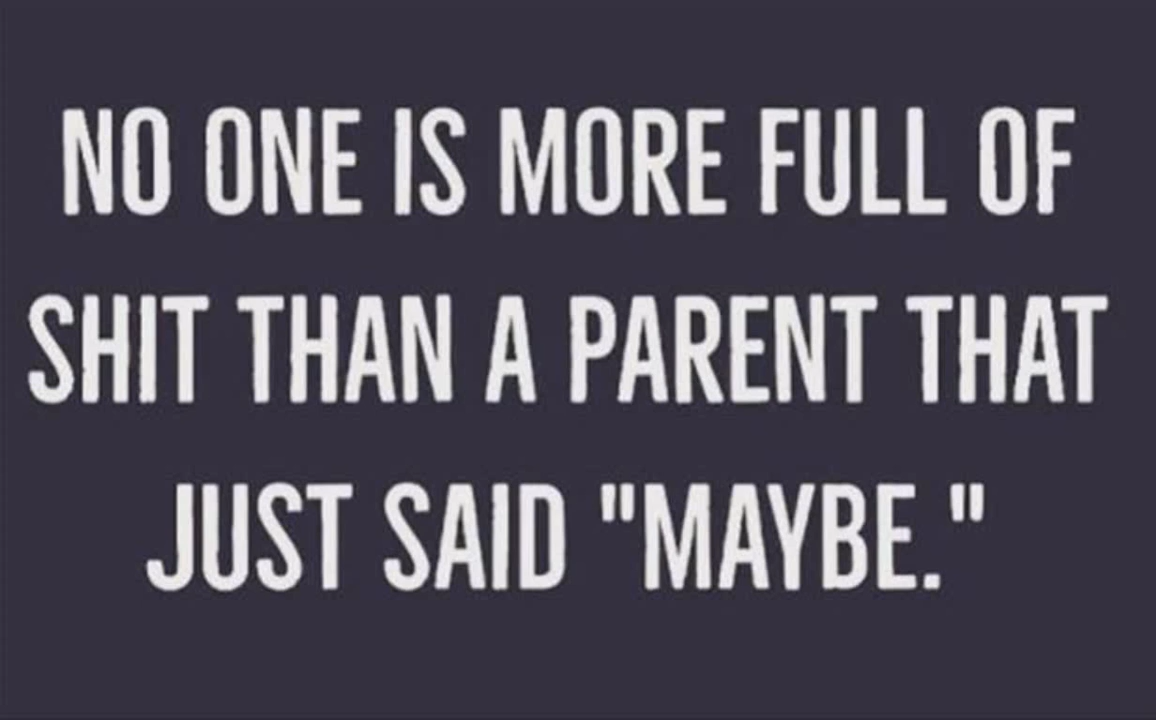 NO ONE IS MORE FULL OF
SHIT THAN A PARENT THAT
JUST SAID "MAYBE."